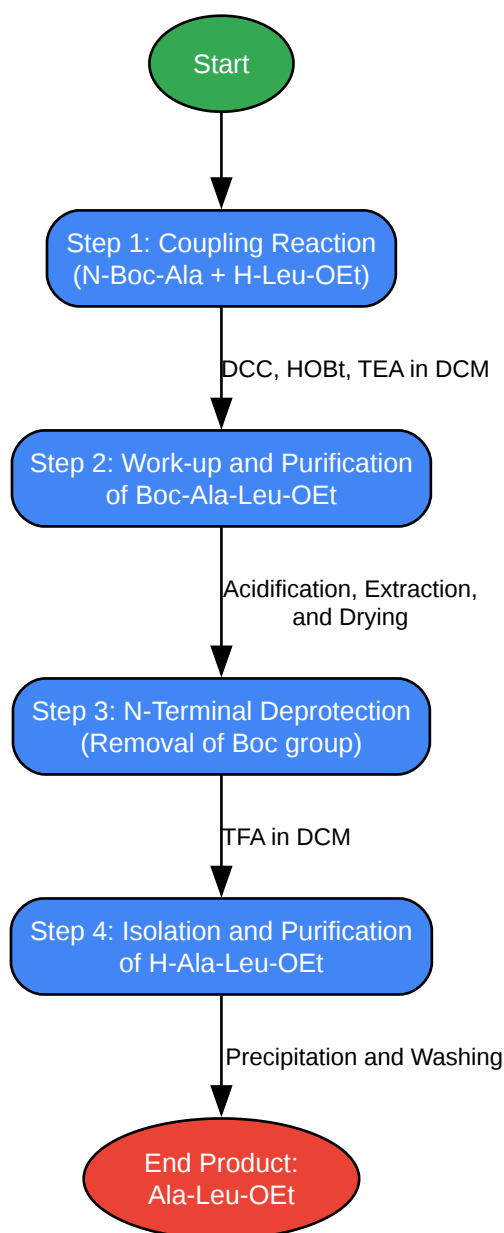 Start
Step 1: Coupling Reaction
(N-Boc-Ala + H-Leu-OEt)
DCC, HOBt, TEA in DCM
Step 2: Work-up and Purification
of Boc-Ala-Leu-OEt
Acidification, Extraction,
and Drying
Step 3: N-Terminal Deprotection
(Removal of Boc group)
TFA in DCM
Step 4: Isolation and Purification
of H-Ala-Leu-OEt
Precipitation and Washing
End Product:
Ala-Leu-OEt